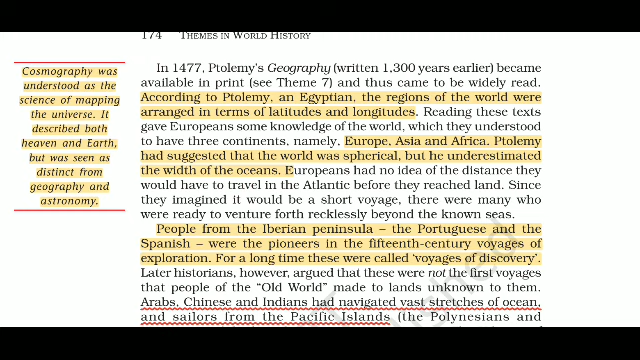 174 THEMES IN WORLD HISTORY
Cosmography was
understood as the
science of mapping
the universe. It
described both
heaven and Earth,
but was seen as
distinct from
geography and
astronomy.
In 1477, Ptolemy's Geography (written 1,300 years earlier) became
available in print (see Theme 7) and thus came to be widely read.
According to Ptolemy, an Egyptian, the regions of the world were
arranged in terms of latitudes and longitudes. Reading these texts
gave Europeans some knowledge of the world, which they understood
to have three continents, namely, Europe, Asia and Africa. Ptolemy
had suggested that the world was spherical, but he underestimated
the width of the oceans. Europeans had no idea of the distance they
would have to travel in the Atlantic before they reached land. Since
they imagined it would be a short voyage, there were many who
were ready to venture forth recklessly beyond the known seas.
People from the Iberian peninsula – the Portuguese and the
Spanish – were the pioneers in the fifteenth-century voyages of
exploration. For a long time these were called 'voyages of discovery'.
Later historians, however, argued that these were not the first voyages
that people of the "Old World" made to lands unknown to them.
Arabs, Chinese and Indians had navigated vast stretches of ocean,
and sailors from the Pacific Islands (the Polynesians and